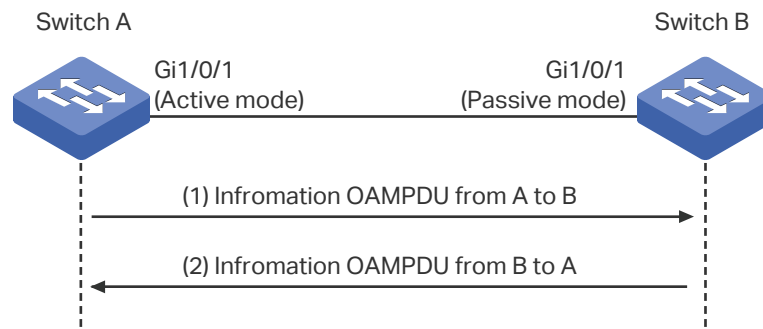 Switch A
Switch B
Gi1/0/1
(Active mode)
Gi1/0/1
(Passive mode)
(1) Infromation OAMPDU from A to B
(2) Infromation OAMPDU from B to A